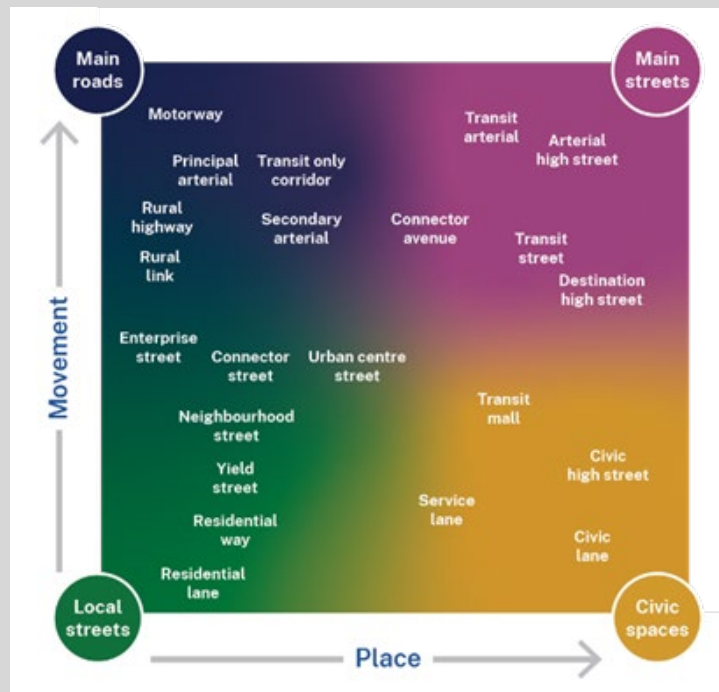 Main
roads
Main
streets
Motorway
Transit
arterial
Arterial
high street
Principal
arterial
Transit only
corridor
Rural
highway
Secondary
arterial
Connector
avenue
Transit
street
Rural
link
Destination
high street
Enterprise
street
Connector
street
Urban centre
street
Transit
mall
Neighbourhood
street
Civic
high street
Yield
street
Service
lane
Residential
way
Civic
lane
Residential
lane
Movement
Local
streets
Civic
spaces
Place